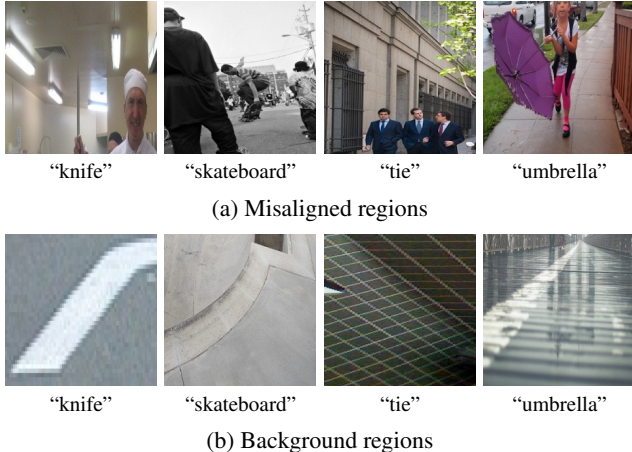 “knife” “skateboard” “tie” “umbrella”
(a) Misaligned regions
“knife” “skateboard” “tie” “umbrella”
(b) Background regions